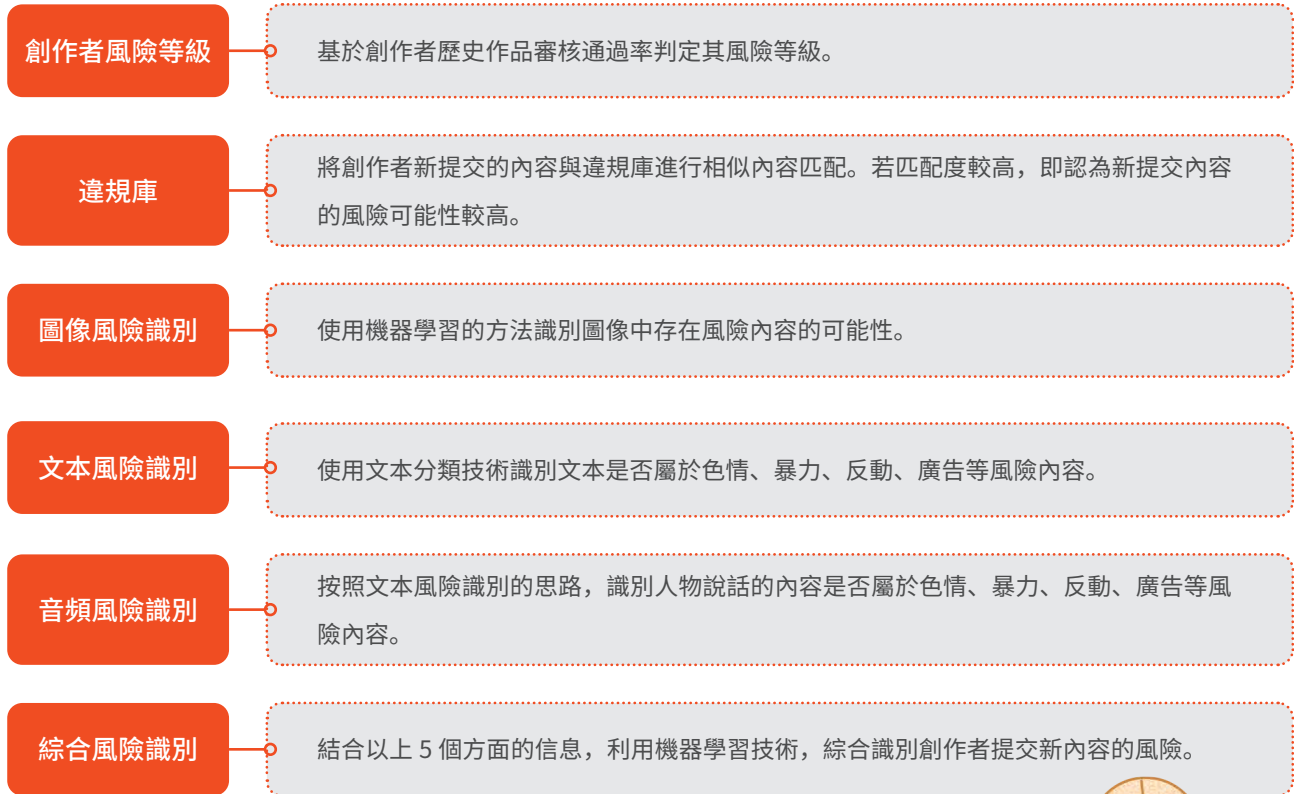 創作者風險等級
基於創作者歷史作品審核通過率判定其風險等級。
違規庫
將創作者新提交的內容與違規庫進行相似內容匹配。若匹配度較高，即認為新提交內容
的風險可能性較高。
圖像風險識別
使用機器學習的方法識別圖像中存在風險內容的可能性。
文本風險識別
使用文本分類技術識別文本是否屬於色情、暴力、反動、廣告等風險內容。
音頻風險識別
按照文本風險識別的思路，識別人物說話的內容是否屬於色情、暴力、反動、廣告等風
險內容。
綜合風險識別
結合以上 5 個方面的信息，利用機器學習技術，綜合識別創作者提交新內容的風險。